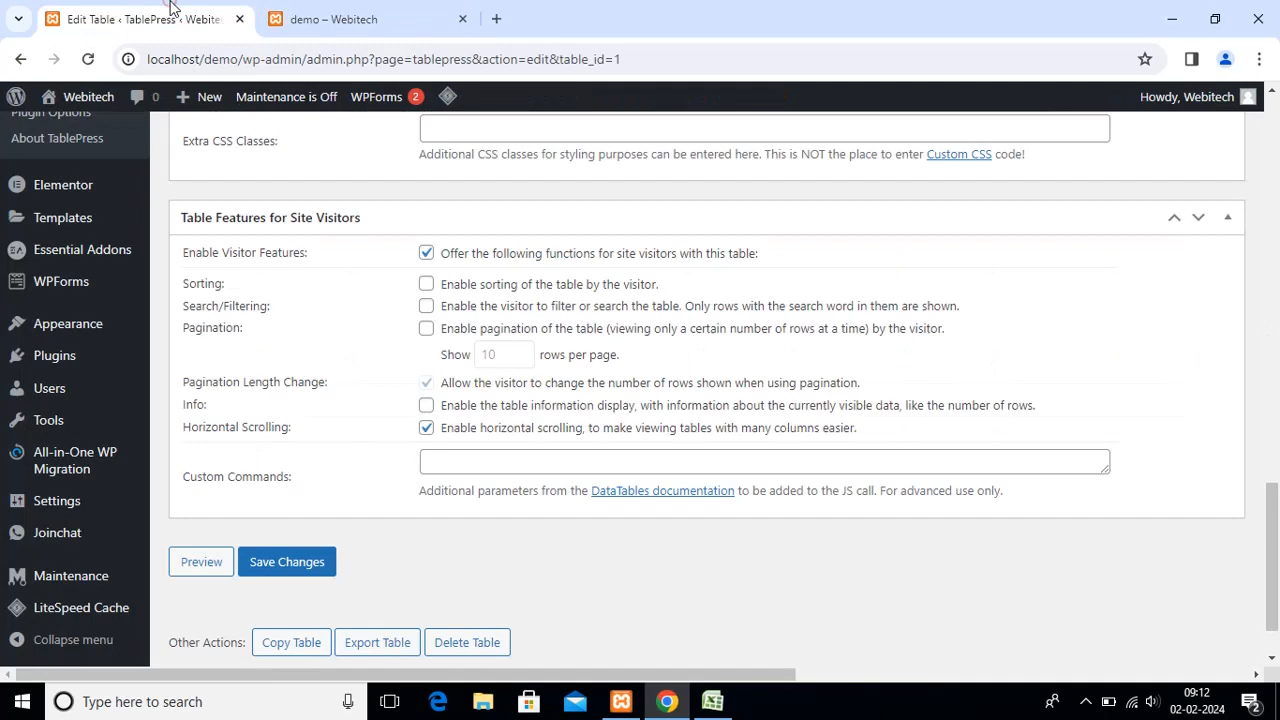 Edit Table ‹ TablePress ‹ Webite
demo – Webitech
localhost/demo/wp-admin/admin.php?page=tablepress&action=edit&table_id=1
Webitech
0
New
Maintenance is Off
WPForms
2
Howdy, Webitech
Plugin Options
About TablePress
Elementor
Templates
Essential Addons
WPForms
Appearance
Plugins
Users
Tools
All-in-One WP
Migration
Settings
Joinchat
Maintenance
LiteSpeed Cache
Collapse menu
Extra CSS Classes:
Additional CSS classes for styling purposes can be entered here. This is NOT the place to enter Custom CSS code!
Table Features for Site Visitors
Enable Visitor Features:
Offer the following functions for site visitors with this table:
Sorting:
Enable sorting of the table by the visitor.
Search/Filtering:
Enable the visitor to filter or search the table. Only rows with the search word in them are shown.
Pagination:
Enable pagination of the table (viewing only a certain number of rows at a time) by the visitor.
Show 10 rows per page.
Pagination Length Change:
Allow the visitor to change the number of rows shown when using pagination.
Info:
Enable the table information display, with information about the currently visible data, like the number of rows.
Horizontal Scrolling:
Enable horizontal scrolling, to make viewing tables with many columns easier.
Custom Commands:
Additional parameters from the DataTables documentation to be added to the JS call. For advanced use only.
Preview
Save Changes
Other Actions:
Copy Table
Export Table
Delete Table
Type here to search
09:12
02-02-2024
2